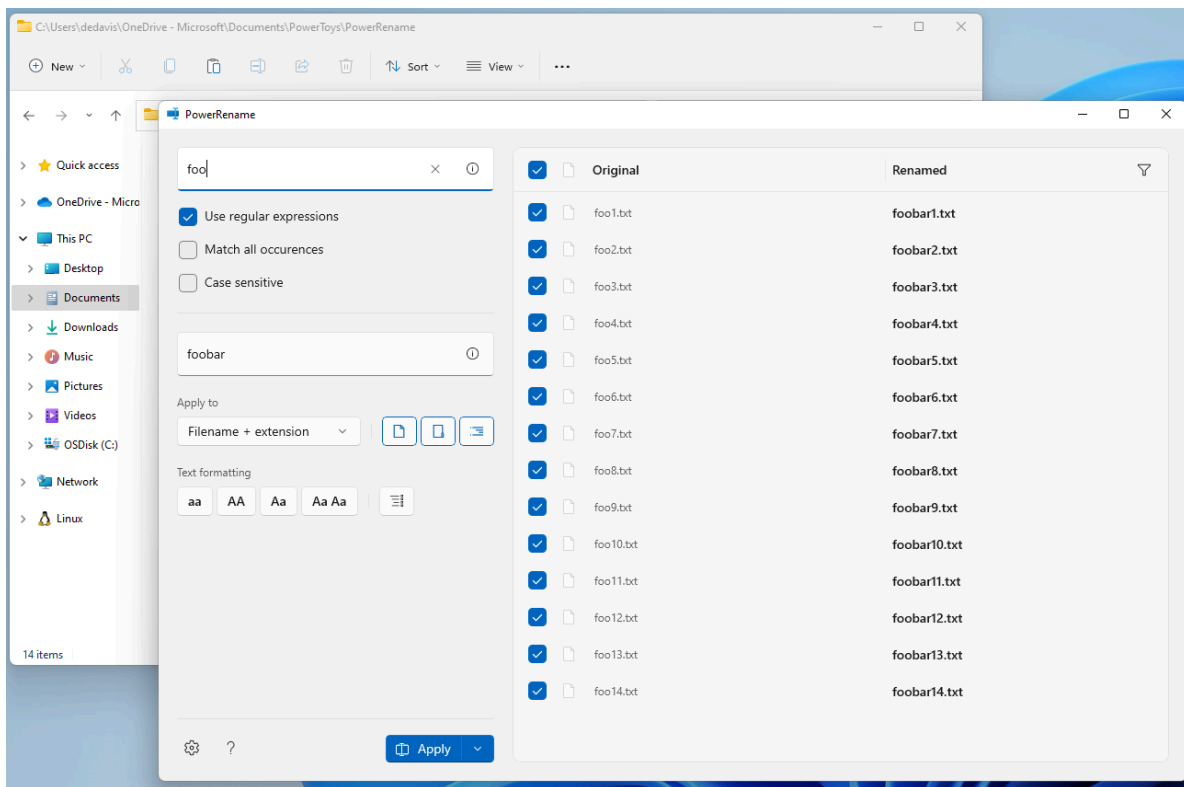 C:\Users\dedavis\OneDrive - Microsoft\Documents\PowerToys\PowerRename
New Sort View
PowerRename
Quick access
OneDrive - Micro
This PC
Desktop
Documents
Downloads
Music
Pictures
Videos
OSDisk (C:)
Network
Linux
14 items
foo
Use regular expressions
Match all occurences
Case sensitive
foobar
Apply to
Filename + extension
Text formatting
aa AA Aa Aa Aa
? Apply
Original Renamed
foo1.txt foobar1.txt
foo2.txt foobar2.txt
foo3.txt foobar3.txt
foo4.txt foobar4.txt
foo5.txt foobar5.txt
foo6.txt foobar6.txt
foo7.txt foobar7.txt
foo8.txt foobar8.txt
foo9.txt foobar9.txt
foo10.txt foobar10.txt
foo11.txt foobar11.txt
foo12.txt foobar12.txt
foo13.txt foobar13.txt
foo14.txt foobar14.txt